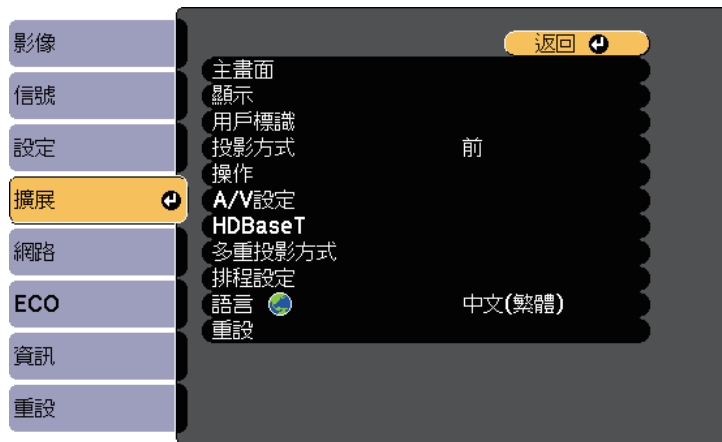 影像
信號
設定
擴展
網路
ECO
資訊
重設
返回
主畫面
顯示
用戶標識
投影方式 前
操作
A/V設定
HDBaseT
多重投影方式
排程設定
語言 中文(繁體)
重設